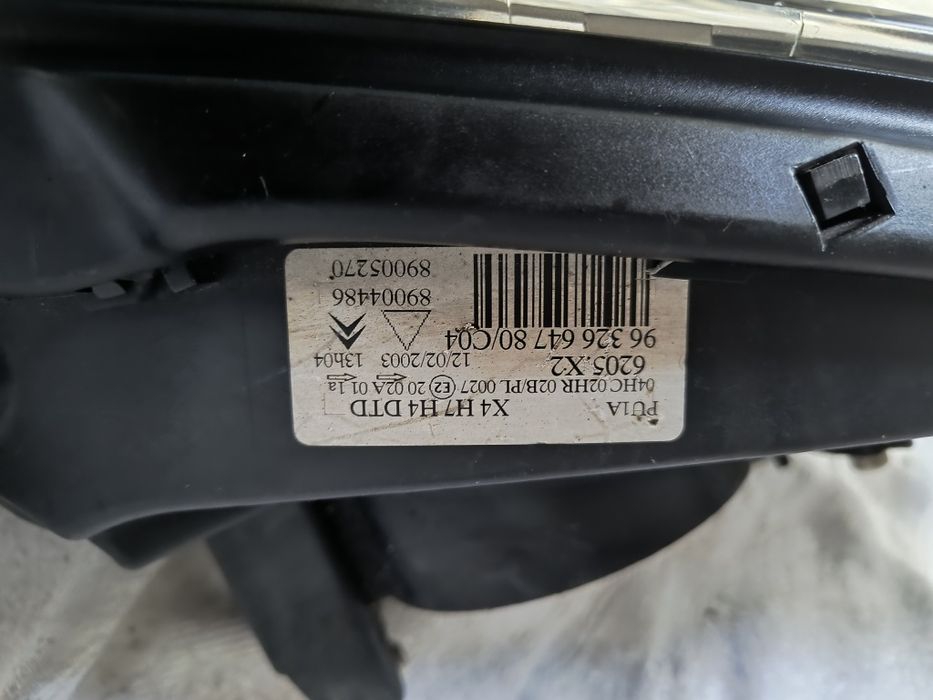 PU1A X4 H7 H4 DTD
04HC 02HR 02B/PL 0027 E2 20 02A 01 1a
6205.X2 12/02/2003 13h04
96 326 647 80/C04
89004486
89005270